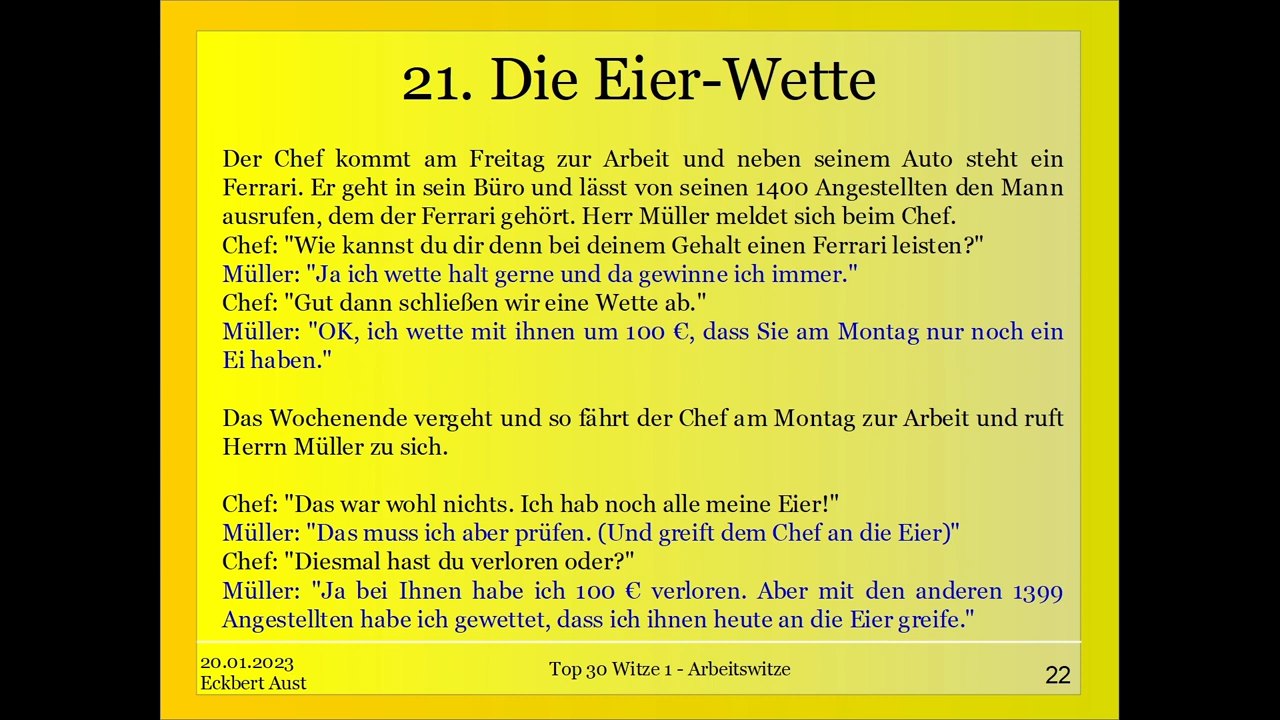 21. Die Eier-Wette
Der Chef kommt am Freitag zur Arbeit und neben seinem Auto steht ein
Ferrari. Er geht in sein Büro und lässt von seinen 1400 Angestellten den Mann
ausrufen, dem der Ferrari gehört. Herr Müller meldet sich beim Chef.
Chef: "Wie kannst du dir denn bei deinem Gehalt einen Ferrari leisten?"
Müller: "Ja ich wette halt gerne und da gewinne ich immer."
Chef: "Gut dann schließen wir eine Wette ab."
Müller: "OK, ich wette mit ihnen um 100 €, dass Sie am Montag nur noch ein
Ei haben."
Das Wochenende vergeht und so fährt der Chef am Montag zur Arbeit und ruft
Herrn Müller zu sich.
Chef: "Das war wohl nichts. Ich hab noch alle meine Eier!"
Müller: "Das muss ich aber prüfen. (Und greift dem Chef an die Eier)"
Chef: "Diesmal hast du verloren oder?"
Müller: "Ja bei Ihnen habe ich 100 € verloren. Aber mit den anderen 1399
Angestellten habe ich gewettet, dass ich ihnen heute an die Eier greife."
20.01.2023
Eckbert Aust
Top 30 Witze 1 - Arbeitswitze
22